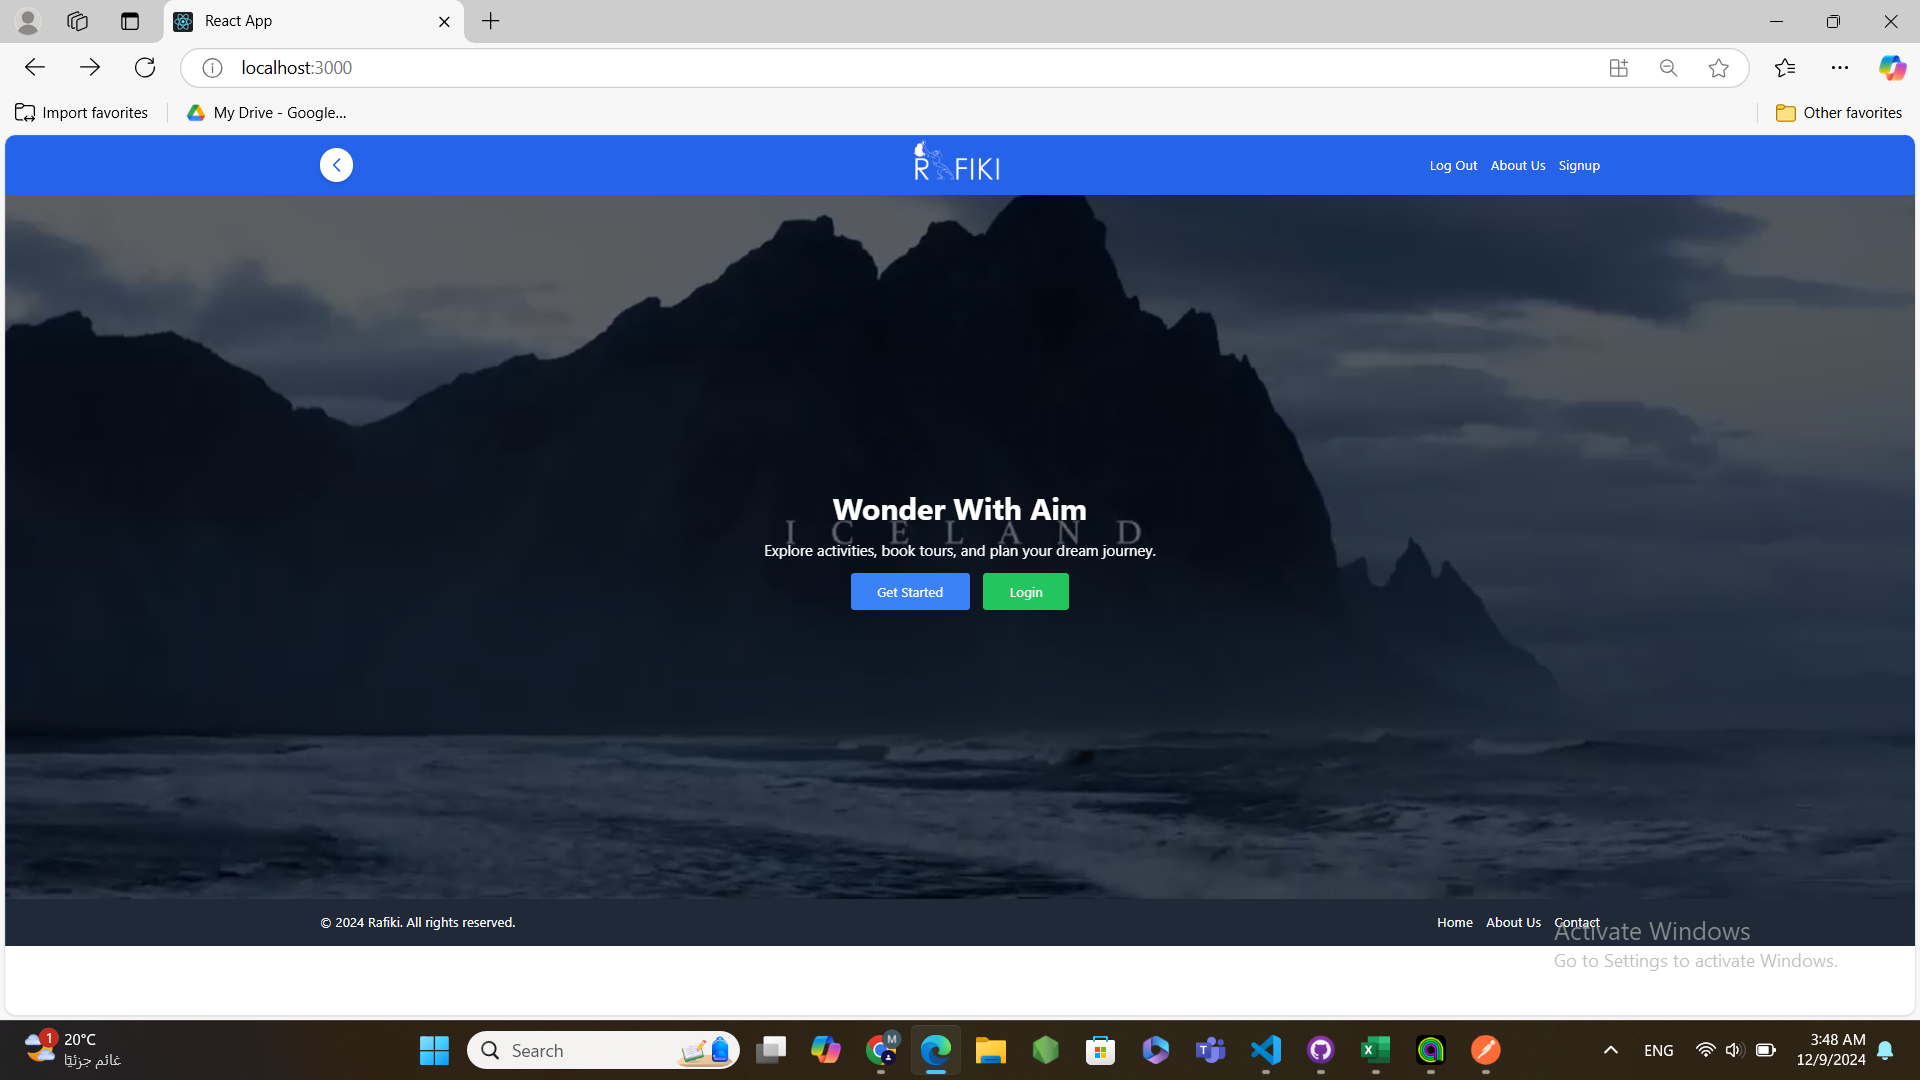 React App
localhost:3000
Import favorites
My Drive - Google...
Other favorites
R FIKI
Log Out About Us Signup
ICELAND
Wonder With Aim
Explore activities, book tours, and plan your dream journey.
Get Started Login
© 2024 Rafiki. All rights reserved.
Home About Us Contact
Activate Windows
Go to Settings to activate Windows.
1
20°C
غائم جزئيًا
Search
M
T
X
ENG
3:48 AM
12/9/2024